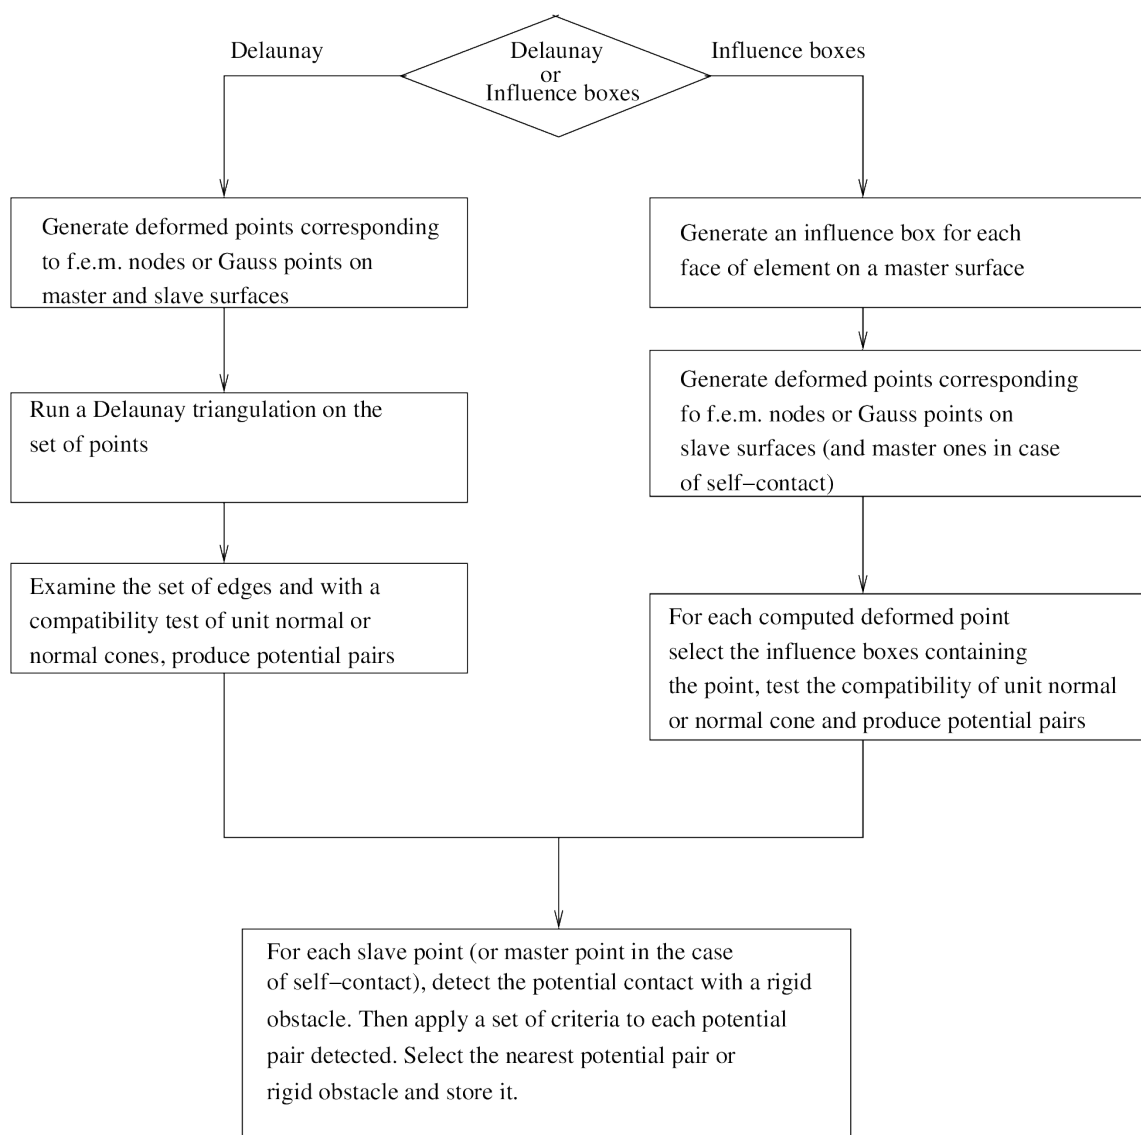 Delaunay
Delaunay
or
Influence boxes
Influence boxes
Generate deformed points corresponding
to f.e.m. nodes or Gauss points on
master and slave surfaces
Run a Delaunay triangulation on the
set of points
Examine the set of edges and with a
compatibility test of unit normal or
normal cones, produce potential pairs
Generate an influence box for each
face of element on a master surface
Generate deformed points corresponding
fo f.e.m. nodes or Gauss points on
slave surfaces (and master ones in case
of self−contact)
For each computed deformed point
select the influence boxes containing
the point, test the compatibility of unit normal
or normal cone and produce potential pairs
For each slave point (or master point in the case
of self−contact), detect the potential contact with a rigid
obstacle. Then apply a set of criteria to each potential
pair detected. Select the nearest potential pair or
rigid obstacle and store it.